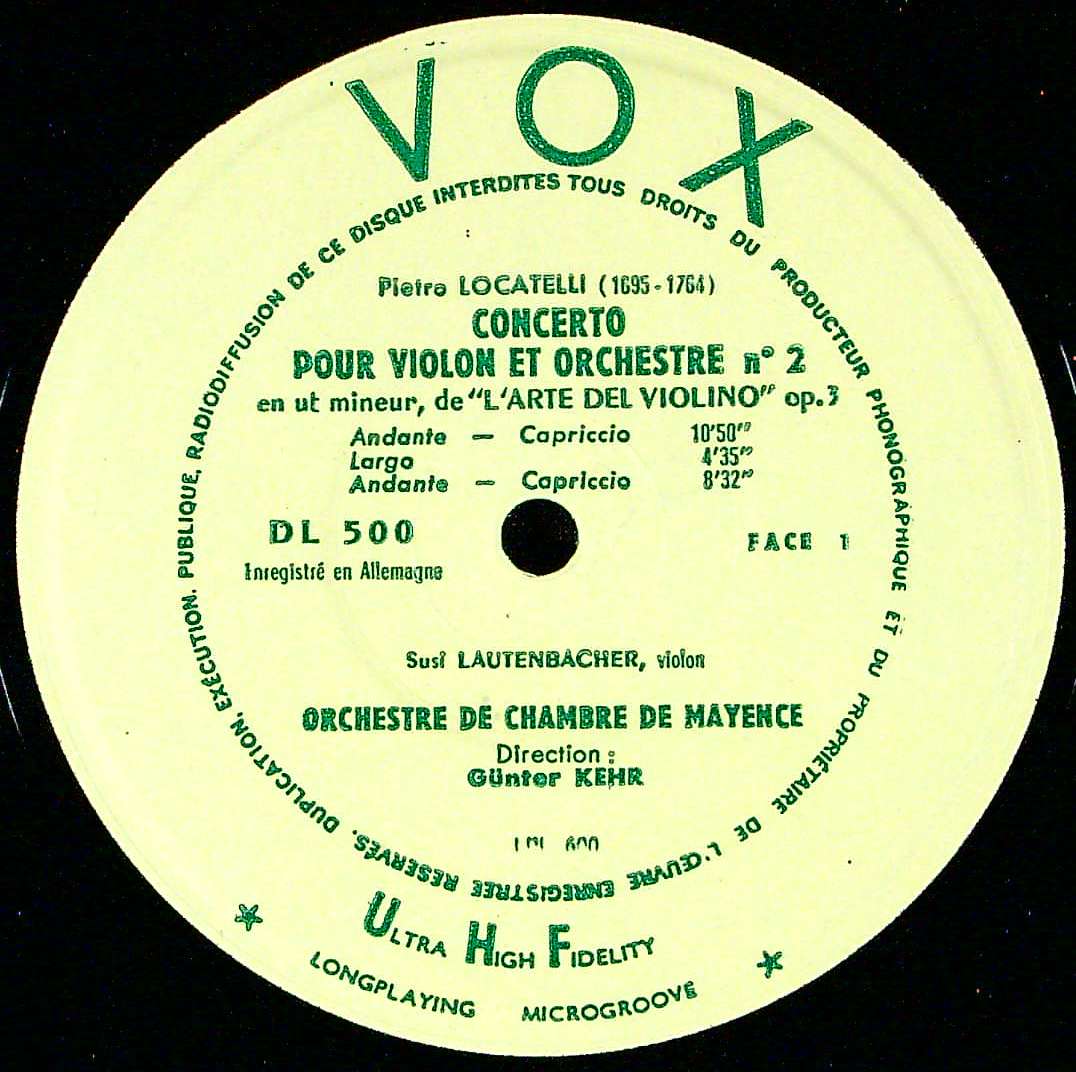 VOX
DUPLICATION, EXÉCUTION, PUBLIQUE, RADIODIFFUSION DE CE DISQUE INTERDITES TOUS DROITS DU PRODUCTEUR PHONOGRAPHIQUE ET DU PROPRIÉTAIRE DE L'ŒUVRE ENREGISTRÉE RÉSERVÉS.
Pietro LOCATELLI (1695-1764)
CONCERTO
POUR VIOLON ET ORCHESTRE n° 2
en ut mineur, de "L'ARTE DEL VIOLINO" op.3
Andante — Capriccio 10'50"
Largo 4'35"
Andante — Capriccio 8'32"
DL 500 FACE 1
Enregistré en Allemagne
Susi LAUTENBACHER, violon
ORCHESTRE DE CHAMBRE DE MAYENCE
Direction :
Günter KEHR
ULTRA HIGH FIDELITY
LONGPLAYING MICROGROOVE